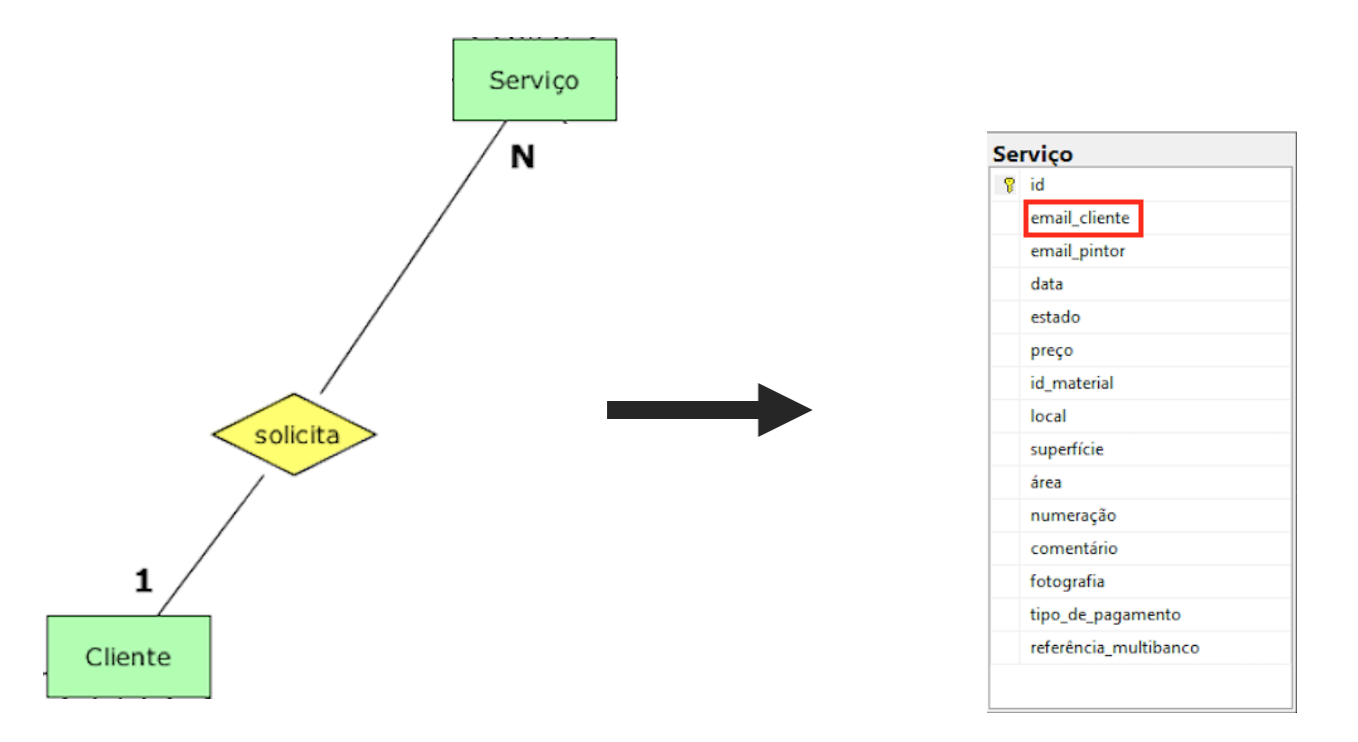 Serviço
N
solicita
1
Cliente
Serviço
id
email_cliente
email_pintor
data
estado
preço
id_material
local
superfície
área
numeração
comentário
fotografia
tipo_de_pagamento
referência_multibanco